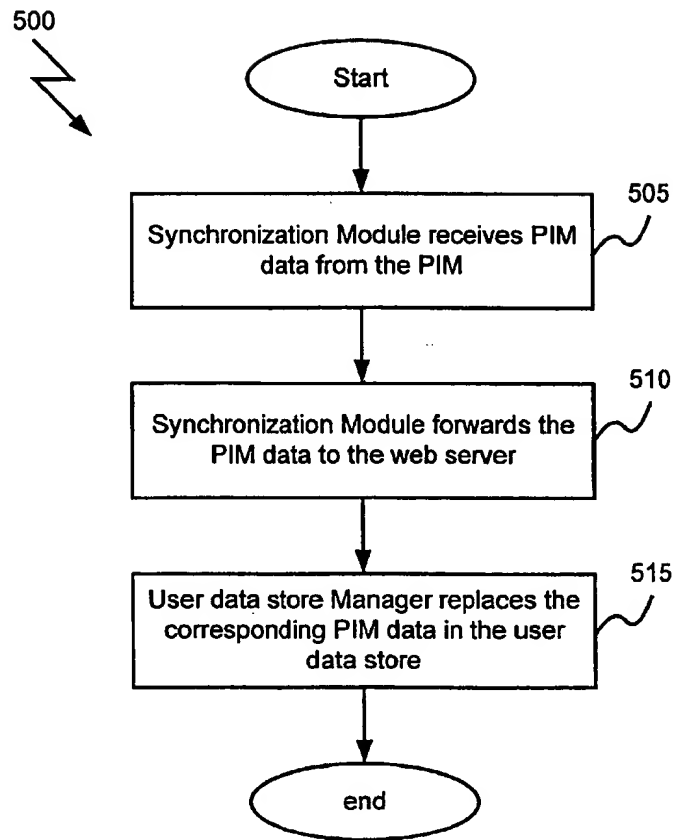 500
Start
505
Synchronization Module receives PIM
data from the PIM
510
Synchronization Module forwards the
PIM data to the web server
515
User data store Manager replaces the
corresponding PIM data in the user
data store
end